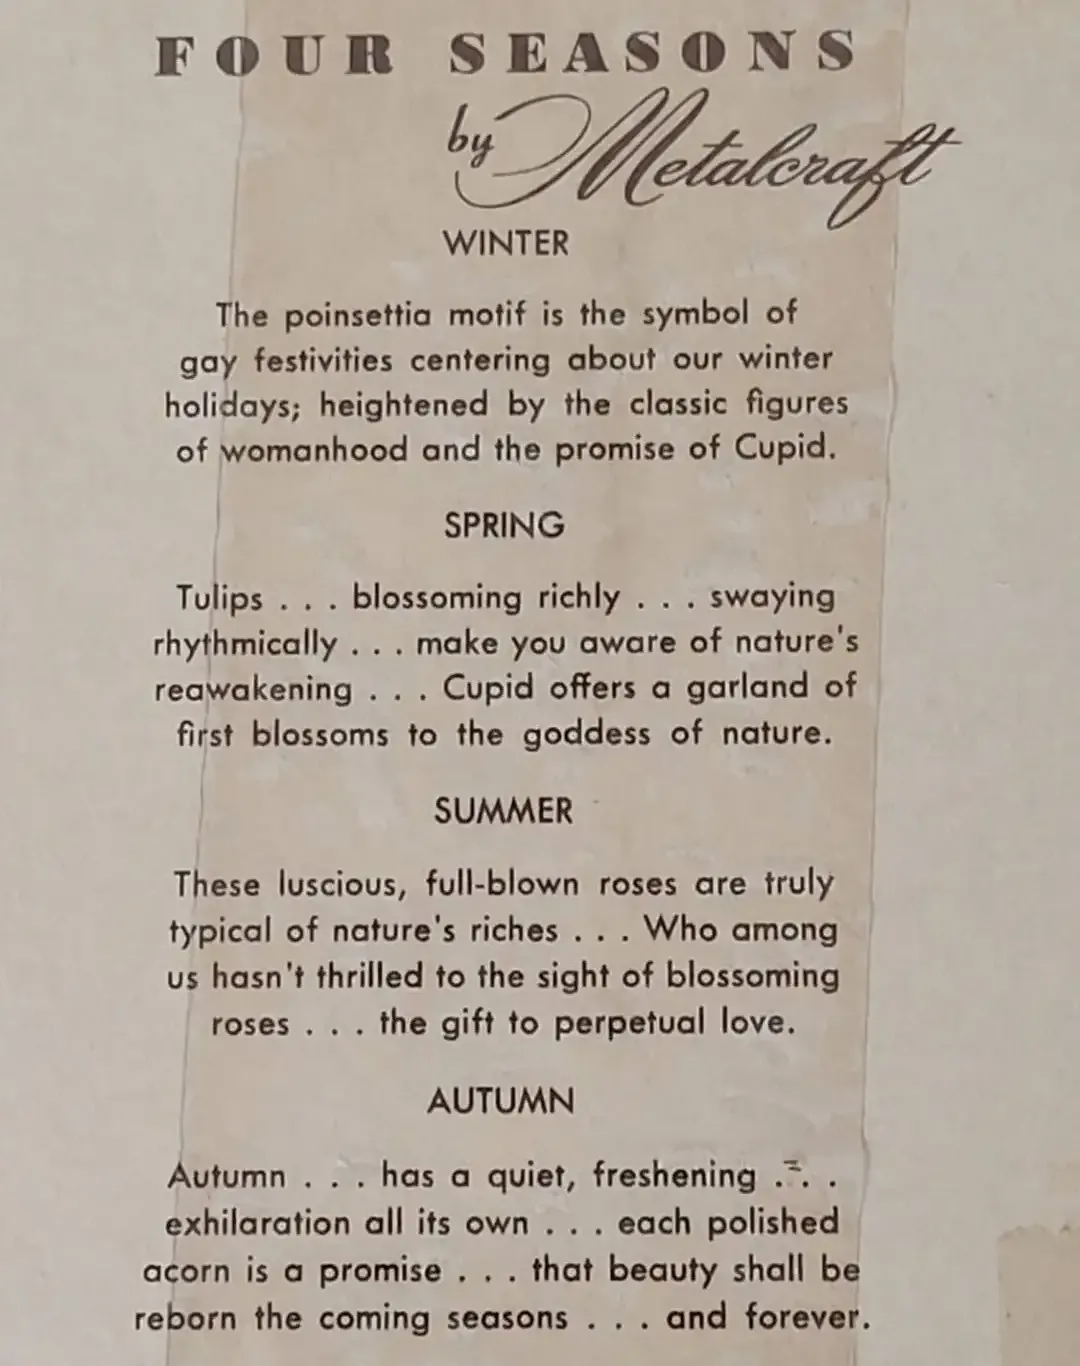 FOUR SEASONS
by Metalcraft
WINTER
The poinsettia motif is the symbol of
gay festivities centering about our winter
holidays; heightened by the classic figures
of womanhood and the promise of Cupid.
SPRING
Tulips . . . blossoming richly . . . swaying
rhythmically . . . make you aware of nature's
reawakening . . . Cupid offers a garland of
first blossoms to the goddess of nature.
SUMMER
These luscious, full-blown roses are truly
typical of nature's riches . . . Who among
us hasn't thrilled to the sight of blossoming
roses . . . the gift to perpetual love.
AUTUMN
Autumn . . . has a quiet, freshening . . .
exhilaration all its own . . . each polished
acorn is a promise . . . that beauty shall be
reborn the coming seasons . . . and forever.